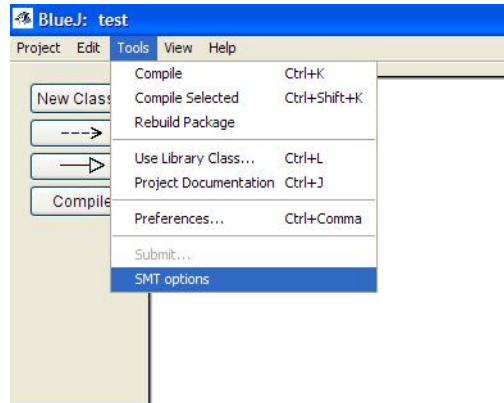 BlueJ: test
Project Edit Tools View Help
Compile Ctrl+K
New Class
Compile Selected Ctrl+Shift+K
Rebuild Package
Use Library Class... Ctrl+L
Project Documentation Ctrl+J
Compile
Preferences... Ctrl+Comma
Submit...
SMT options